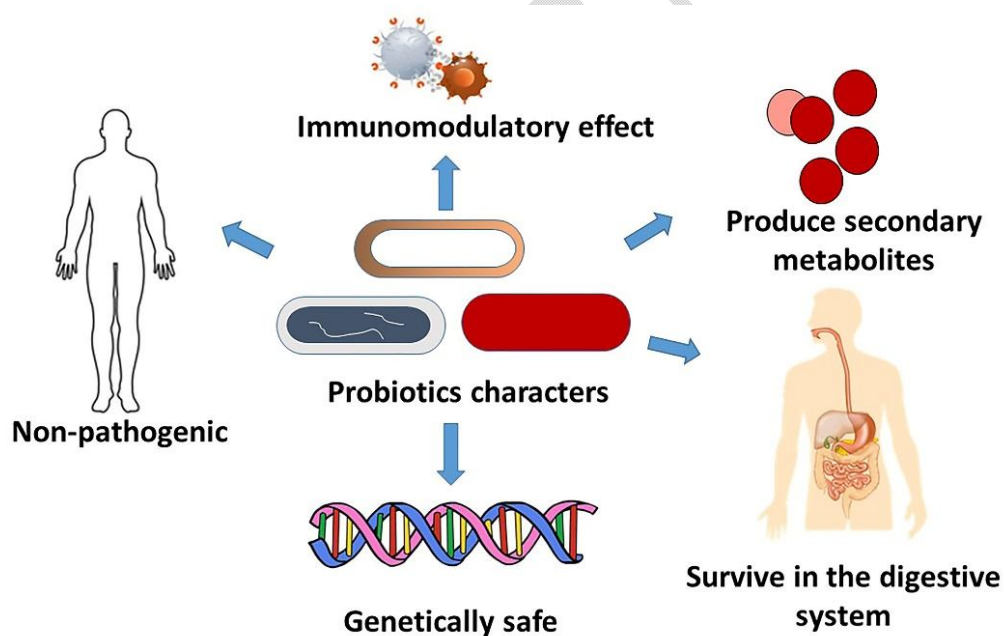 Immunomodulatory effect
Produce secondary
metabolites
Non-pathogenic
Probiotics characters
Survive in the digestive
system
Genetically safe